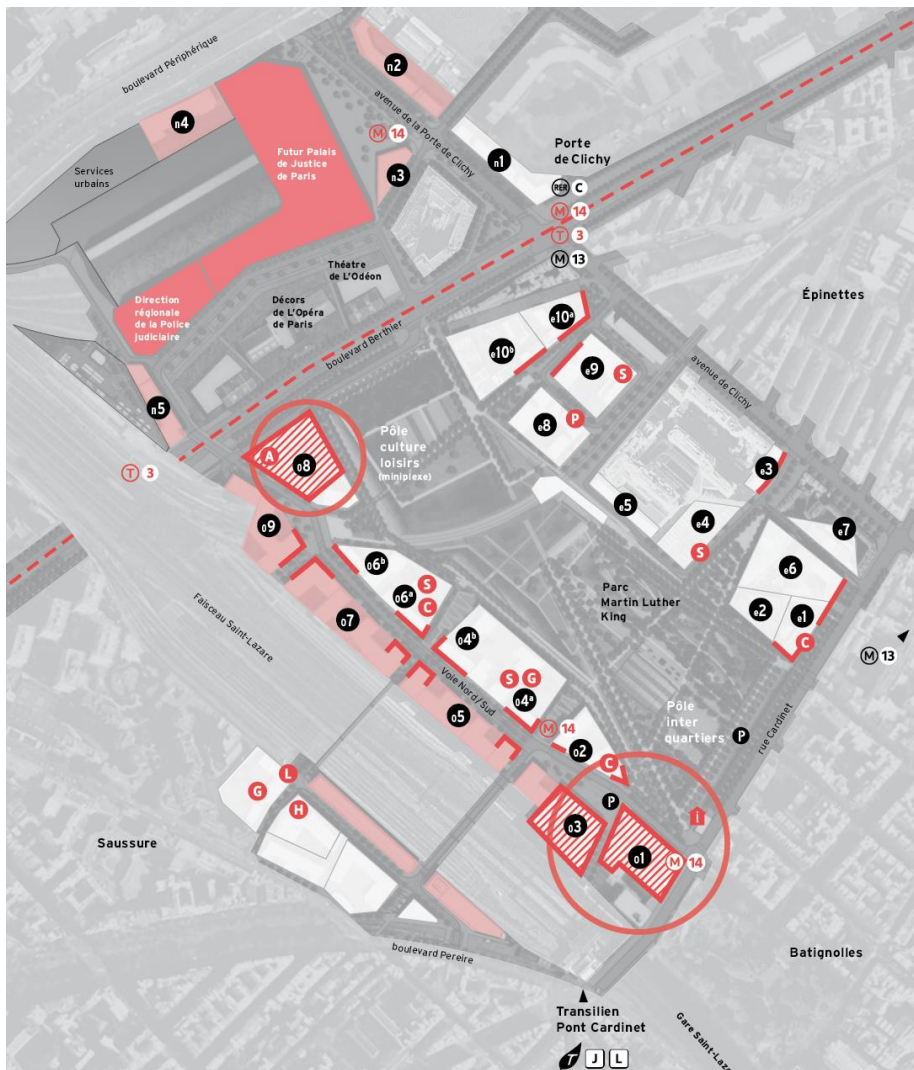 boulevard Périphérique
n2
avenue de la Porte de Clichy
n4
M 14
n1
Porte
de Clichy
Futur Palais
de Justice
de Paris
Services
urbains
n3
RER C
M 14
T 3
M 13
Théatre
de L'Odéon
Épinettes
Direction
régionale
de la Police
judiciaire
Décors
de L'Opéra
de Paris
boulevard Berthier
e10a
e10b
e9
S
avenue de Clichy
n5
e8
P
Pôle
culture
loisirs
(miniplexe)
A
o8
T 3
e3
e5
e4
S
e7
o9
o6b
e6
o6a
S
C
Parc
Martin Luther
King
e2
e1
C
Faisceau Saint-Lazare
o7
o4b
M 13
Voie Nord/Sud
S
G
o4a
o5
M 14
o2
C
Pôle
inter
quartiers
P
rue Cardinet
L
G
H
P
i
o3
o1
M 14
Saussure
boulevard Pereire
Batignolles
Transilien
Pont Cardinet
T J L
Gare Saint-Laze